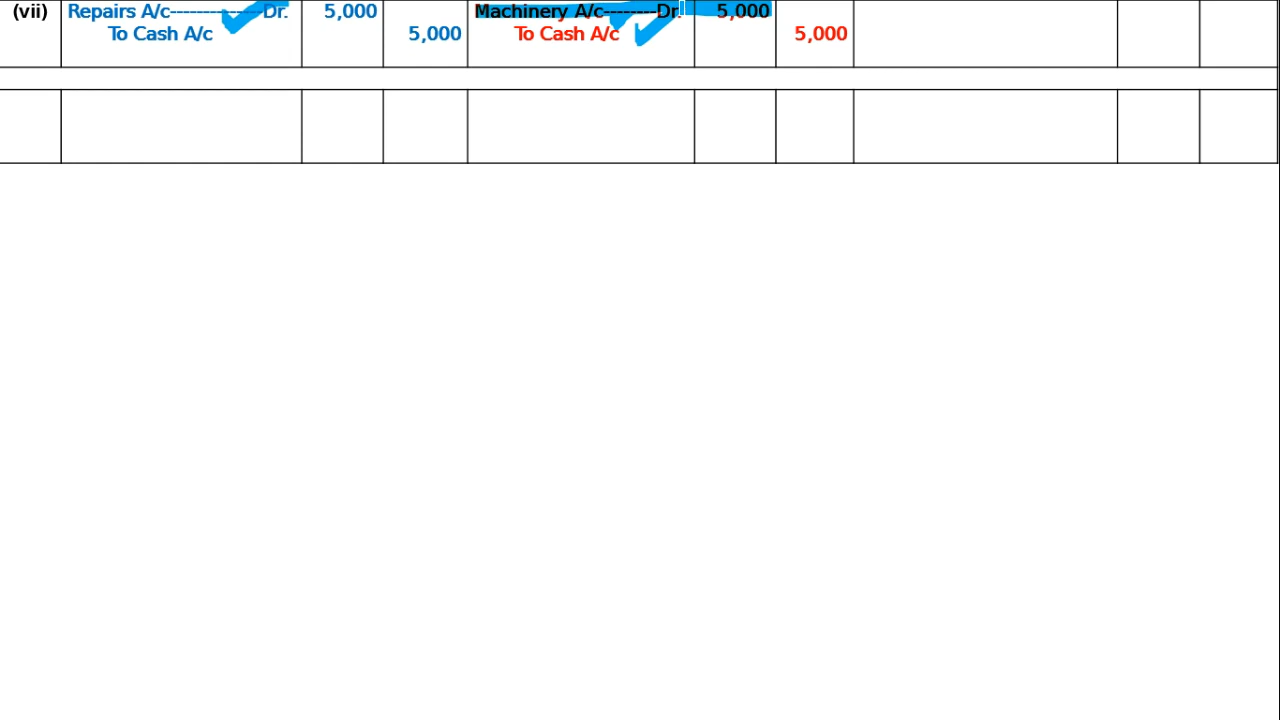 (vii) Repairs A/c--------------Dr. 5,000 Machinery A/c--------Dr. 5,000
To Cash A/c 5,000 To Cash A/c 5,000